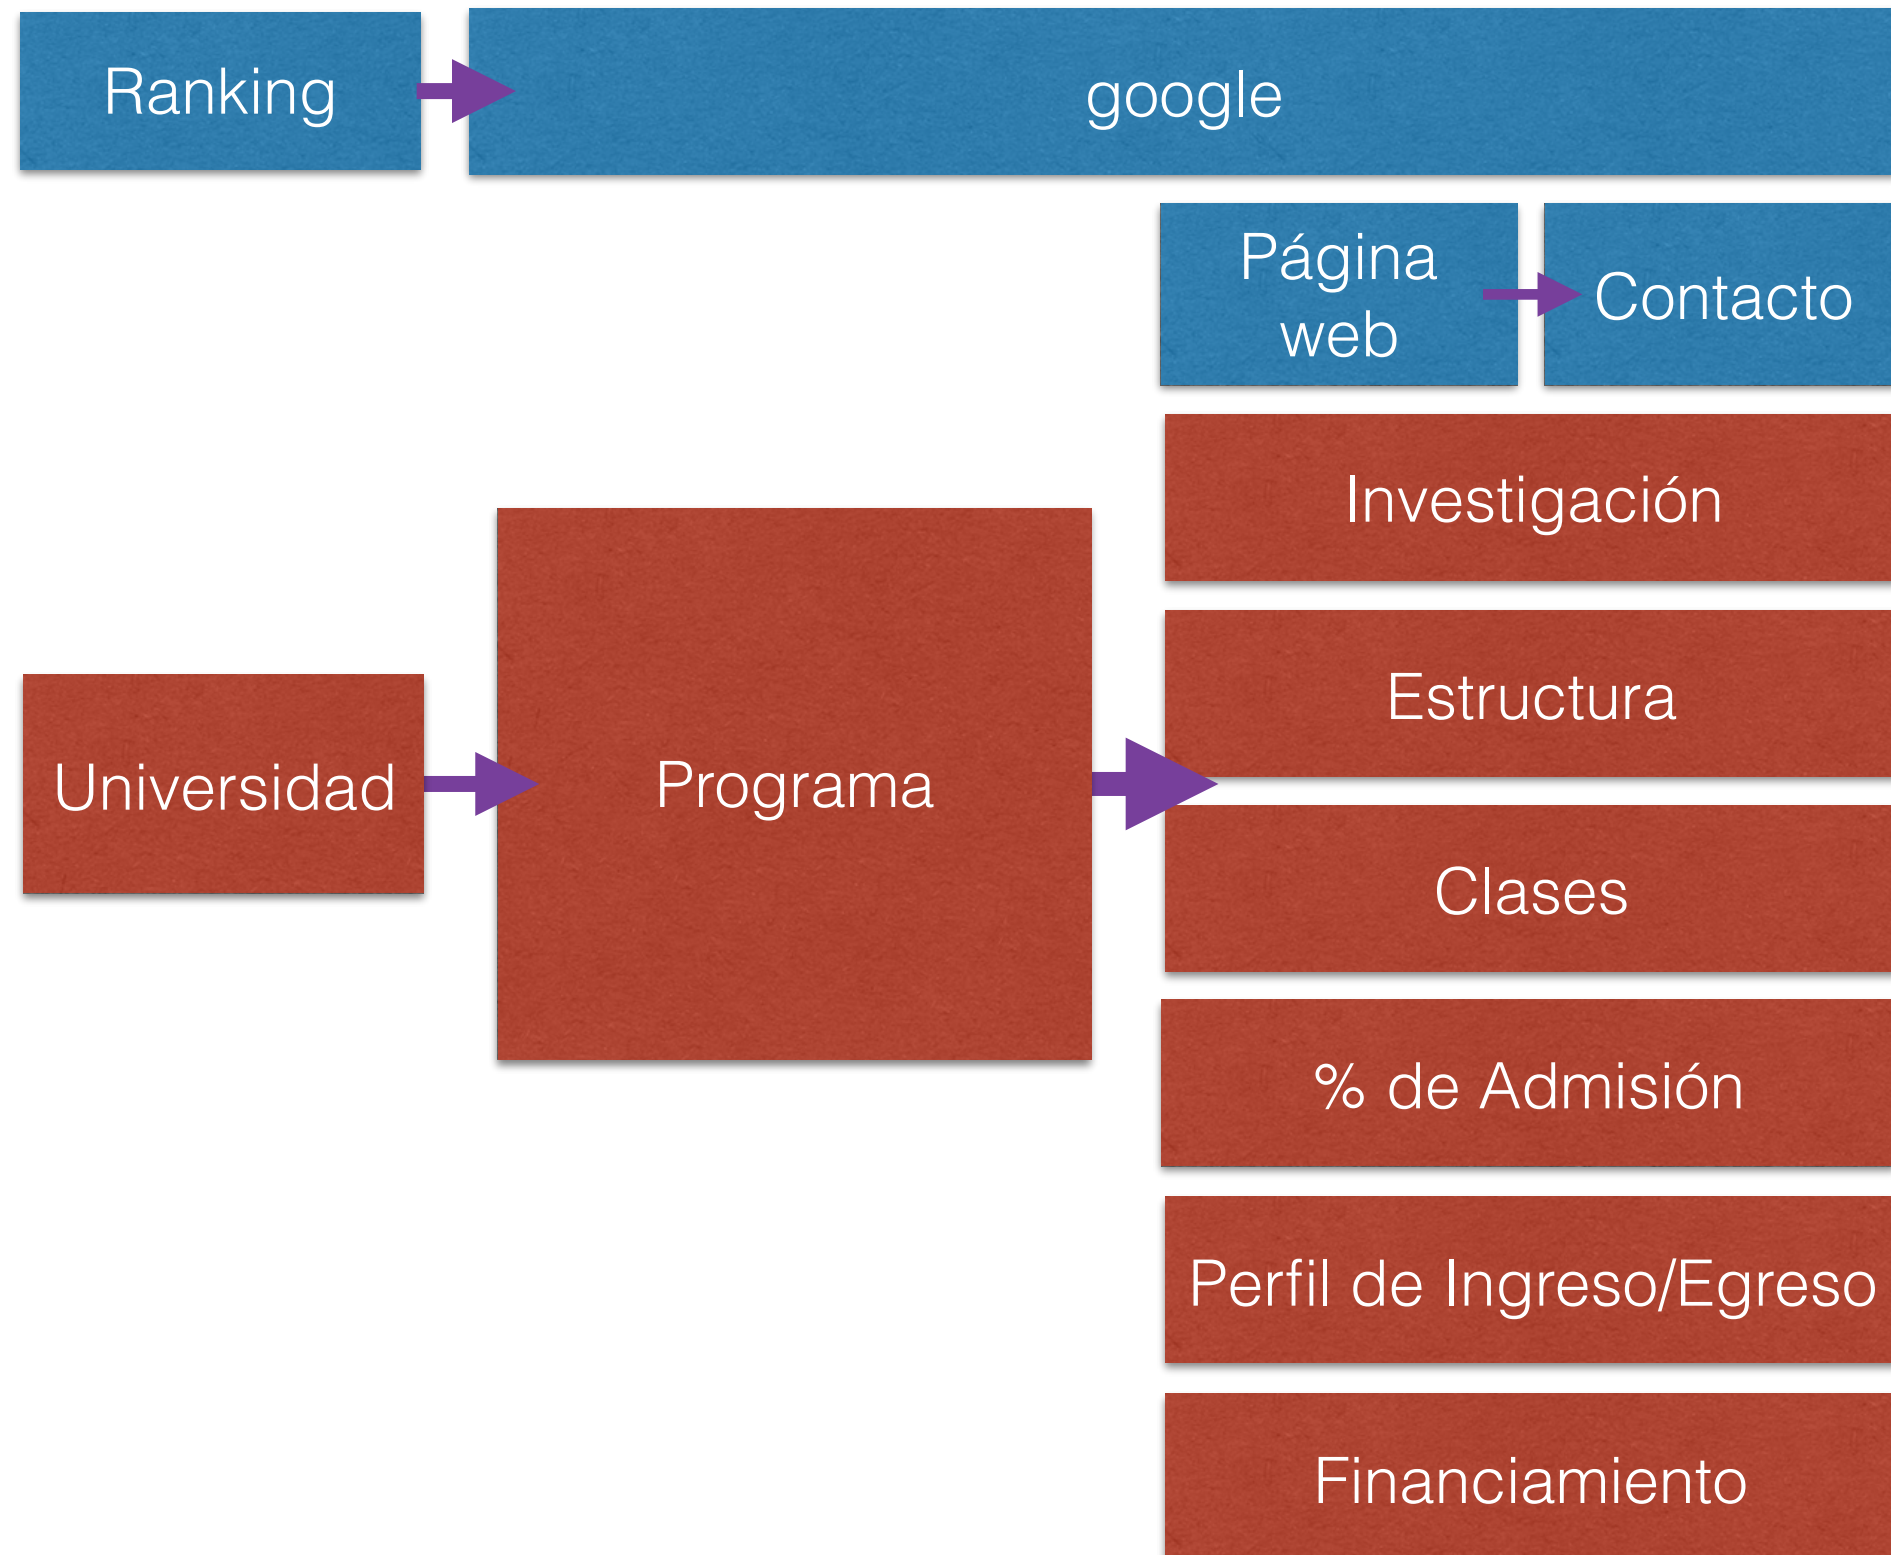 Ranking
google
Página
web
Contacto
Investigación
Estructura
Universidad
Programa
Clases
% de Admisión
Perfil de Ingreso/Egreso
Financiamiento